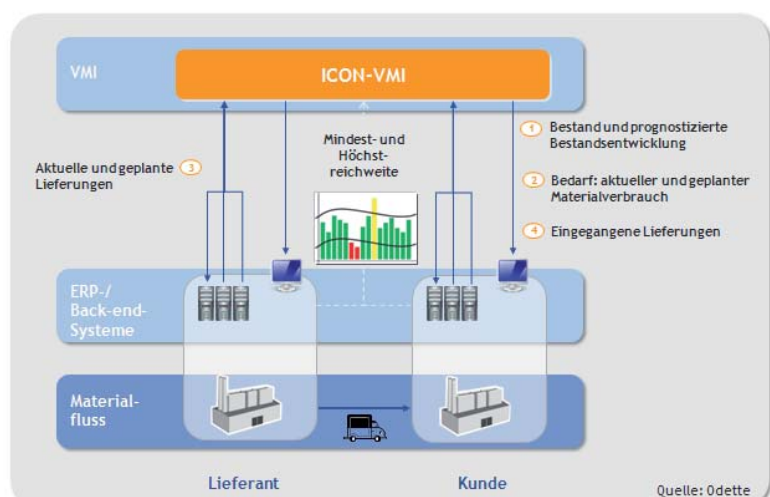 VMI
ICON-VMI
Aktuelle und geplante
Lieferungen
3
Mindest- und
Höchst-
reichweite
1
Bestand und prognostizierte
Bestandsentwicklung
2
Bedarf: aktueller und geplanter
Materialverbrauch
4
Eingegangene Lieferungen
ERP-/
Back-end-
Systeme
Material-
fluss
Lieferant
Kunde
Quelle: Odette